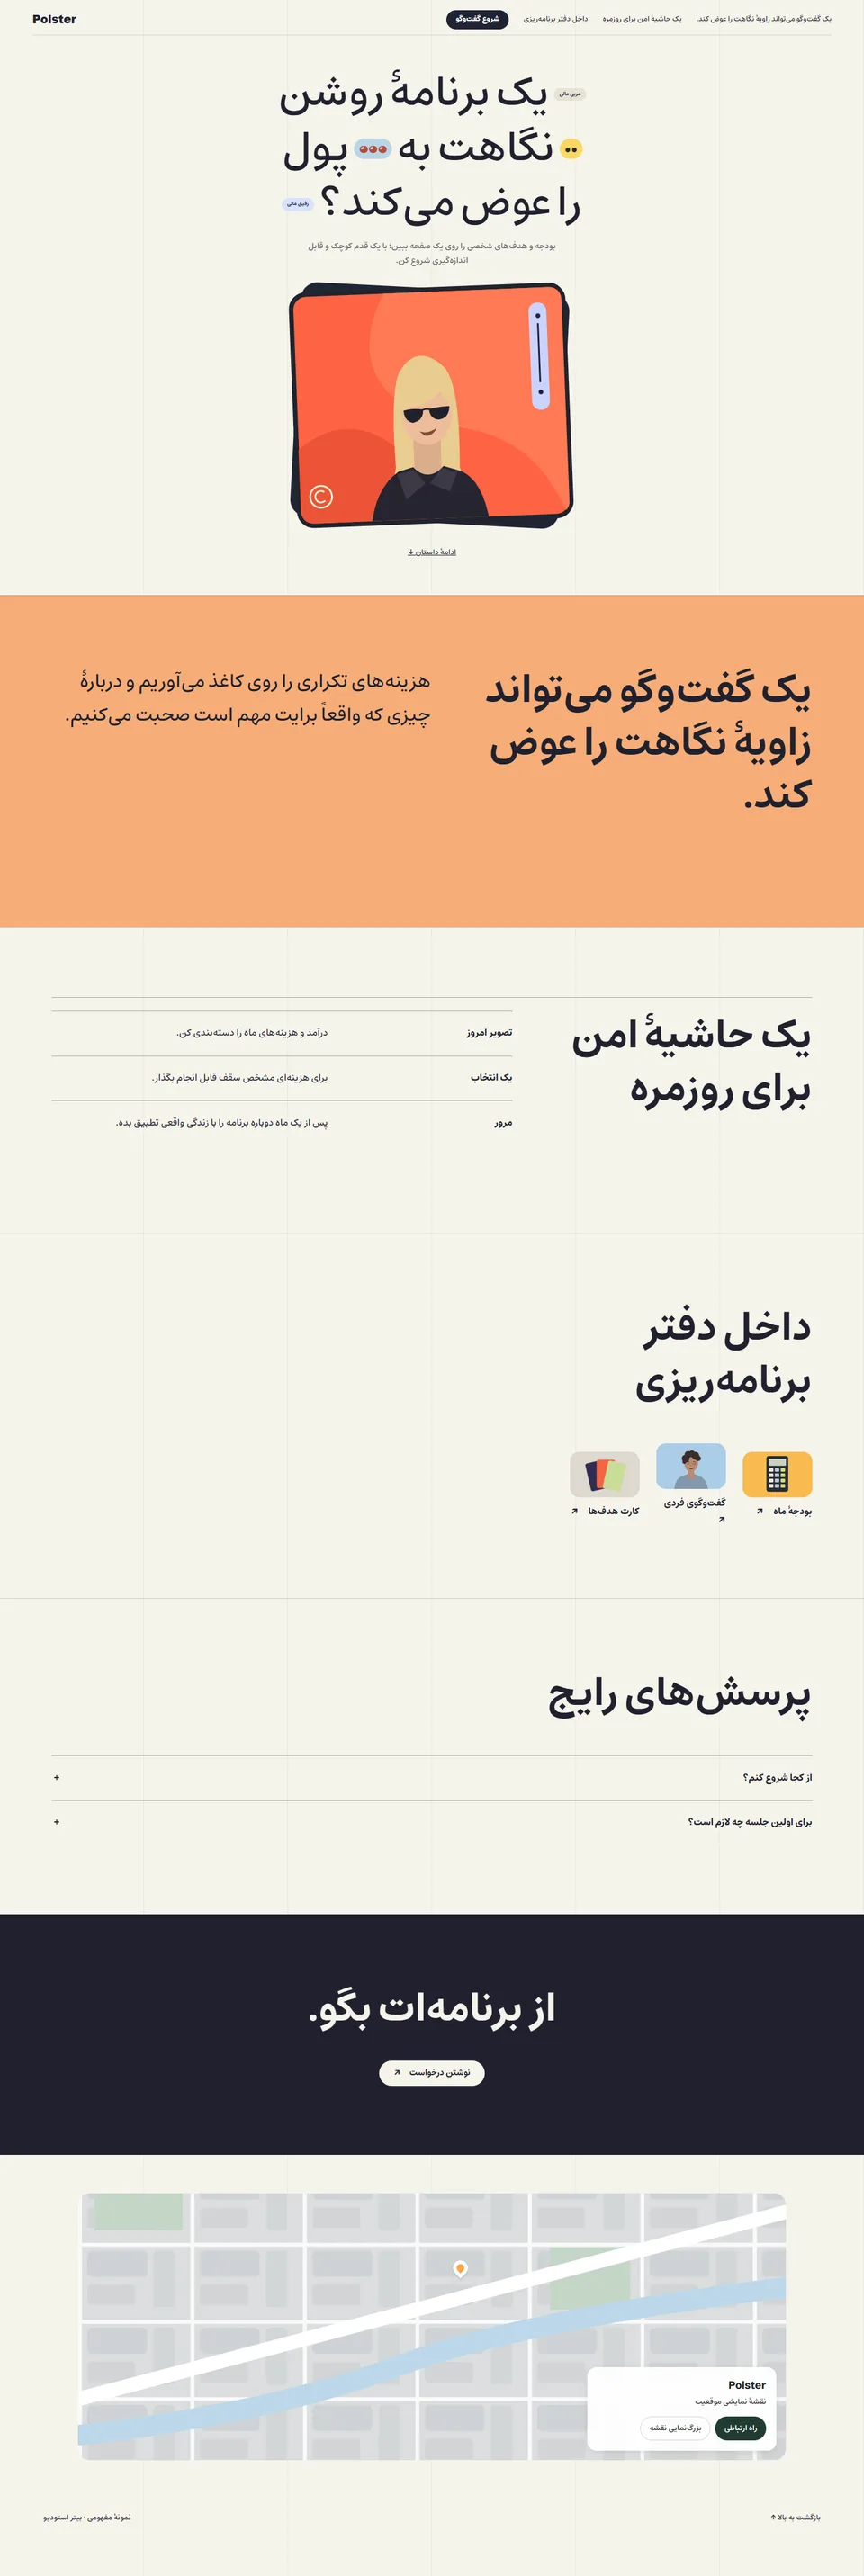 یک گفت‌وگو می‌تواند زاویهٔ نگاهت را عوض کند.
یک حاشیهٔ امن برای روزمره
داخل دفتر برنامه‌ریزی
شروع گفت‌وگو
Polster
مربی مالی
یک برنامهٔ روشن
نگاهت به پول
را عوض می‌کند؟
رفیق مالی
بودجه و هدف‌های شخصی را روی یک صفحه ببین؛ با یک قدم کوچک و قابل
اندازه‌گیری شروع کن.
ادامهٔ داستان ↓
یک گفت‌وگو می‌تواند
زاویهٔ نگاهت را عوض
کند.
هزینه‌های تکراری را روی کاغذ می‌آوریم و دربارهٔ
چیزی که واقعاً برایت مهم است صحبت می‌کنیم.
یک حاشیهٔ امن
برای روزمره
تصویر امروز
درآمد و هزینه‌های ماه را دسته‌بندی کن.
یک انتخاب
برای هزینه‌ای مشخص سقف قابل انجام بگذار.
مرور
پس از یک ماه دوباره برنامه را با زندگی واقعی تطبیق بده.
داخل دفتر
برنامه‌ریزی
بودجهٔ ماه ↗
گفت‌وگوی فردی
↗
کارت هدف‌ها ↗
پرسش‌های رایج
از کجا شروع کنم؟ +
برای اولین جلسه چه لازم است؟ +
از برنامه‌ات بگو.
نوشتن درخواست ↗
Polster
نقشهٔ نمایشی موقعیت
راه ارتباطی
بزرگ‌نمایی نقشه
بازگشت به بالا ↑
نمونهٔ مفهومی · بیتر استودیو